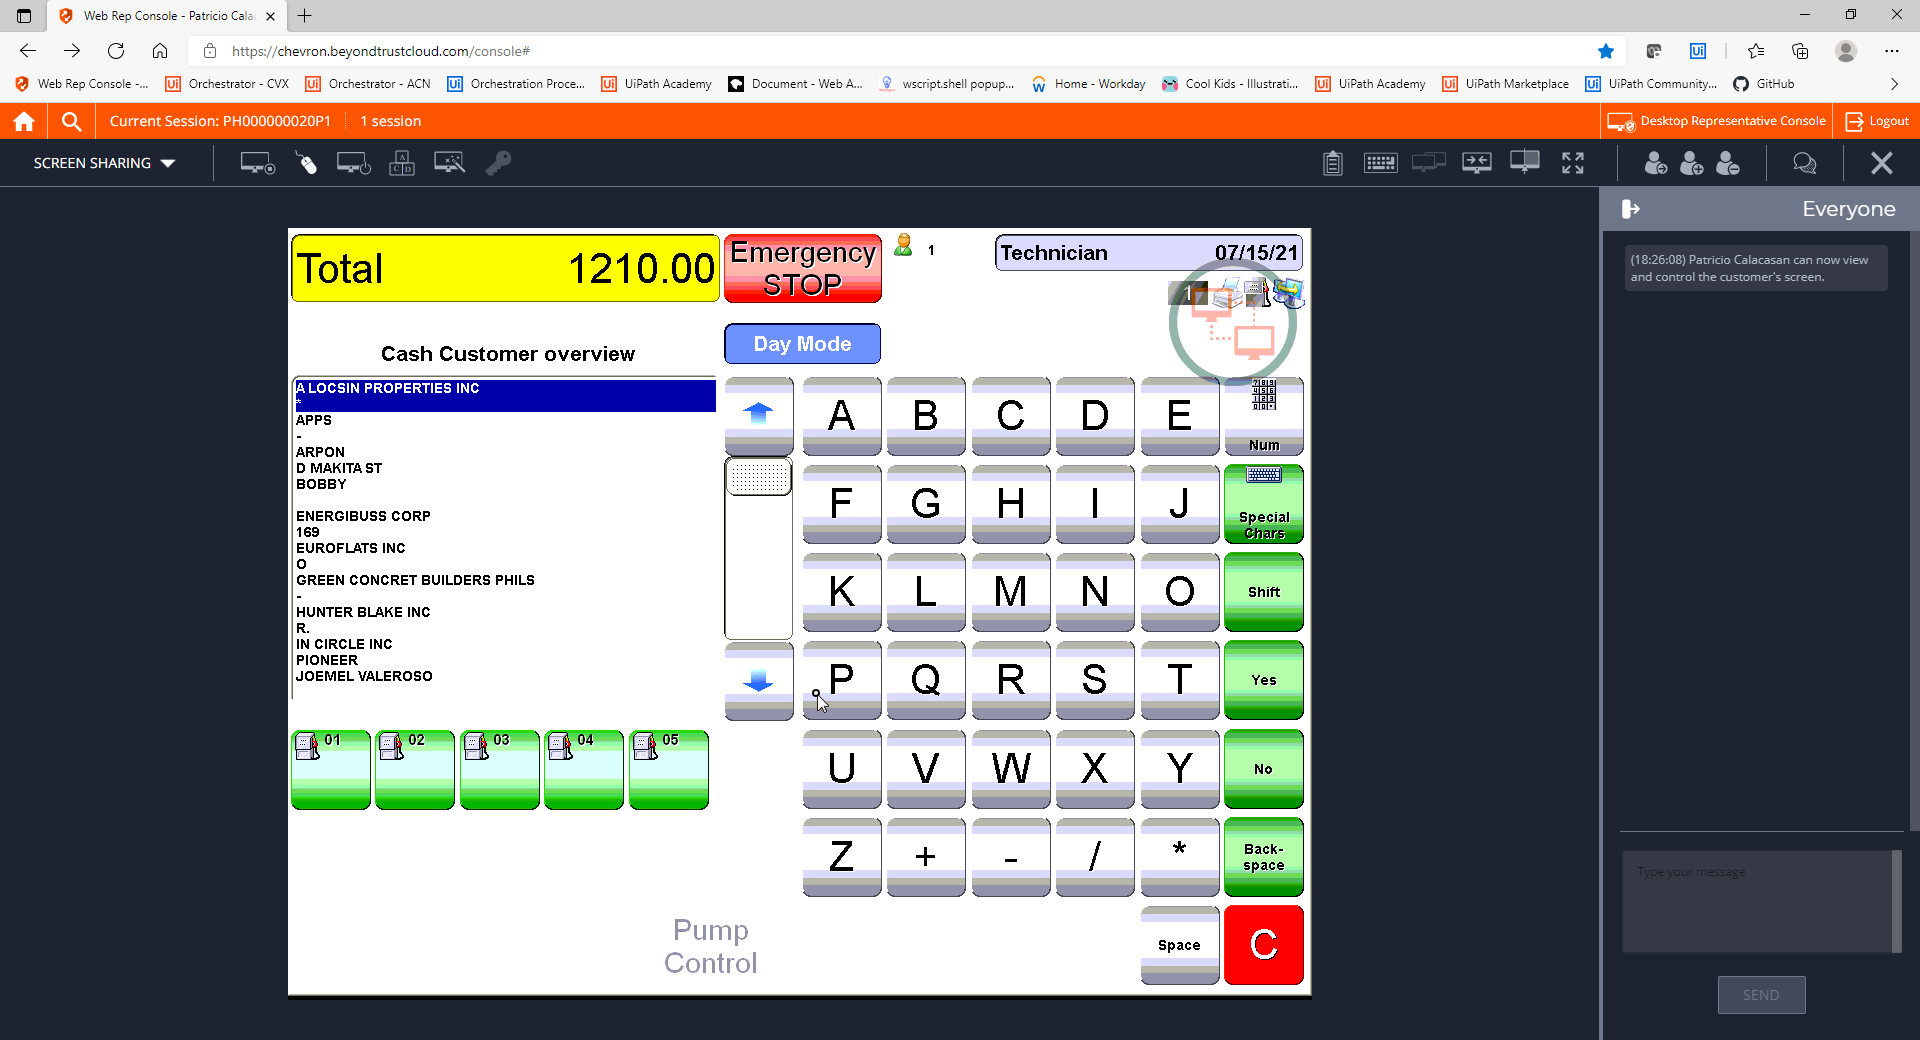 Web Rep Console - Patricio Cala
https://chevron.beyondtrustcloud.com/console#
Web Rep Console -...
Orchestrator - CVX
Orchestrator - ACN
Orchestration Proce...
UiPath Academy
Document - Web A...
wscript.shell popup...
Home - Workday
Cool Kids - Illustrati...
UiPath Academy
UiPath Marketplace
UiPath Community...
GitHub
Current Session: PH000000020P1
1 session
Desktop Representative Console
Logout
SCREEN SHARING
Everyone
(18:26:08) Patricio Calacasan can now view
and control the customer's screen.
Total 1210.00
Emergency
STOP
1
Technician 07/15/21
1
Day Mode
Cash Customer overview
A LOCSIN PROPERTIES INC
*
APPS
-
ARPON
D MAKITA ST
BOBBY
ENERGIBUSS CORP
169
EUROFLATS INC
O
GREEN CONCRET BUILDERS PHILS
-
HUNTER BLAKE INC
R.
IN CIRCLE INC
PIONEER
JOEMEL VALEROSO
A B C D E
Num
F G H I J
Special
Chars
K L M N O
Shift
P Q R S T
Yes
01 02 03 04 05
U V W X Y
No
Z + - / *
Back-
space
Pump
Control
Space
C
Type your message
SEND